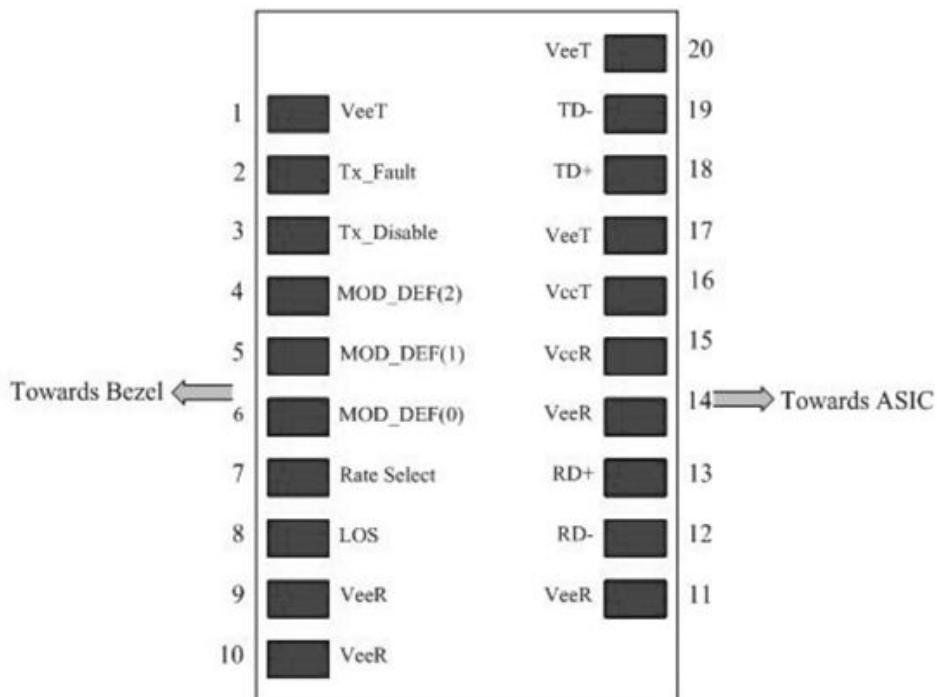 VeeT 20
1 VeeT TD- 19
2 Tx_Fault TD+ 18
3 Tx_Disable VeeT 17
4 MOD_DEF(2) VccT 16
5 MOD_DEF(1) VccR 15
Towards Bezel
6 MOD_DEF(0) VeeR 14
Towards ASIC
7 Rate Select RD+ 13
8 LOS RD- 12
9 VeeR VeeR 11
10 VeeR